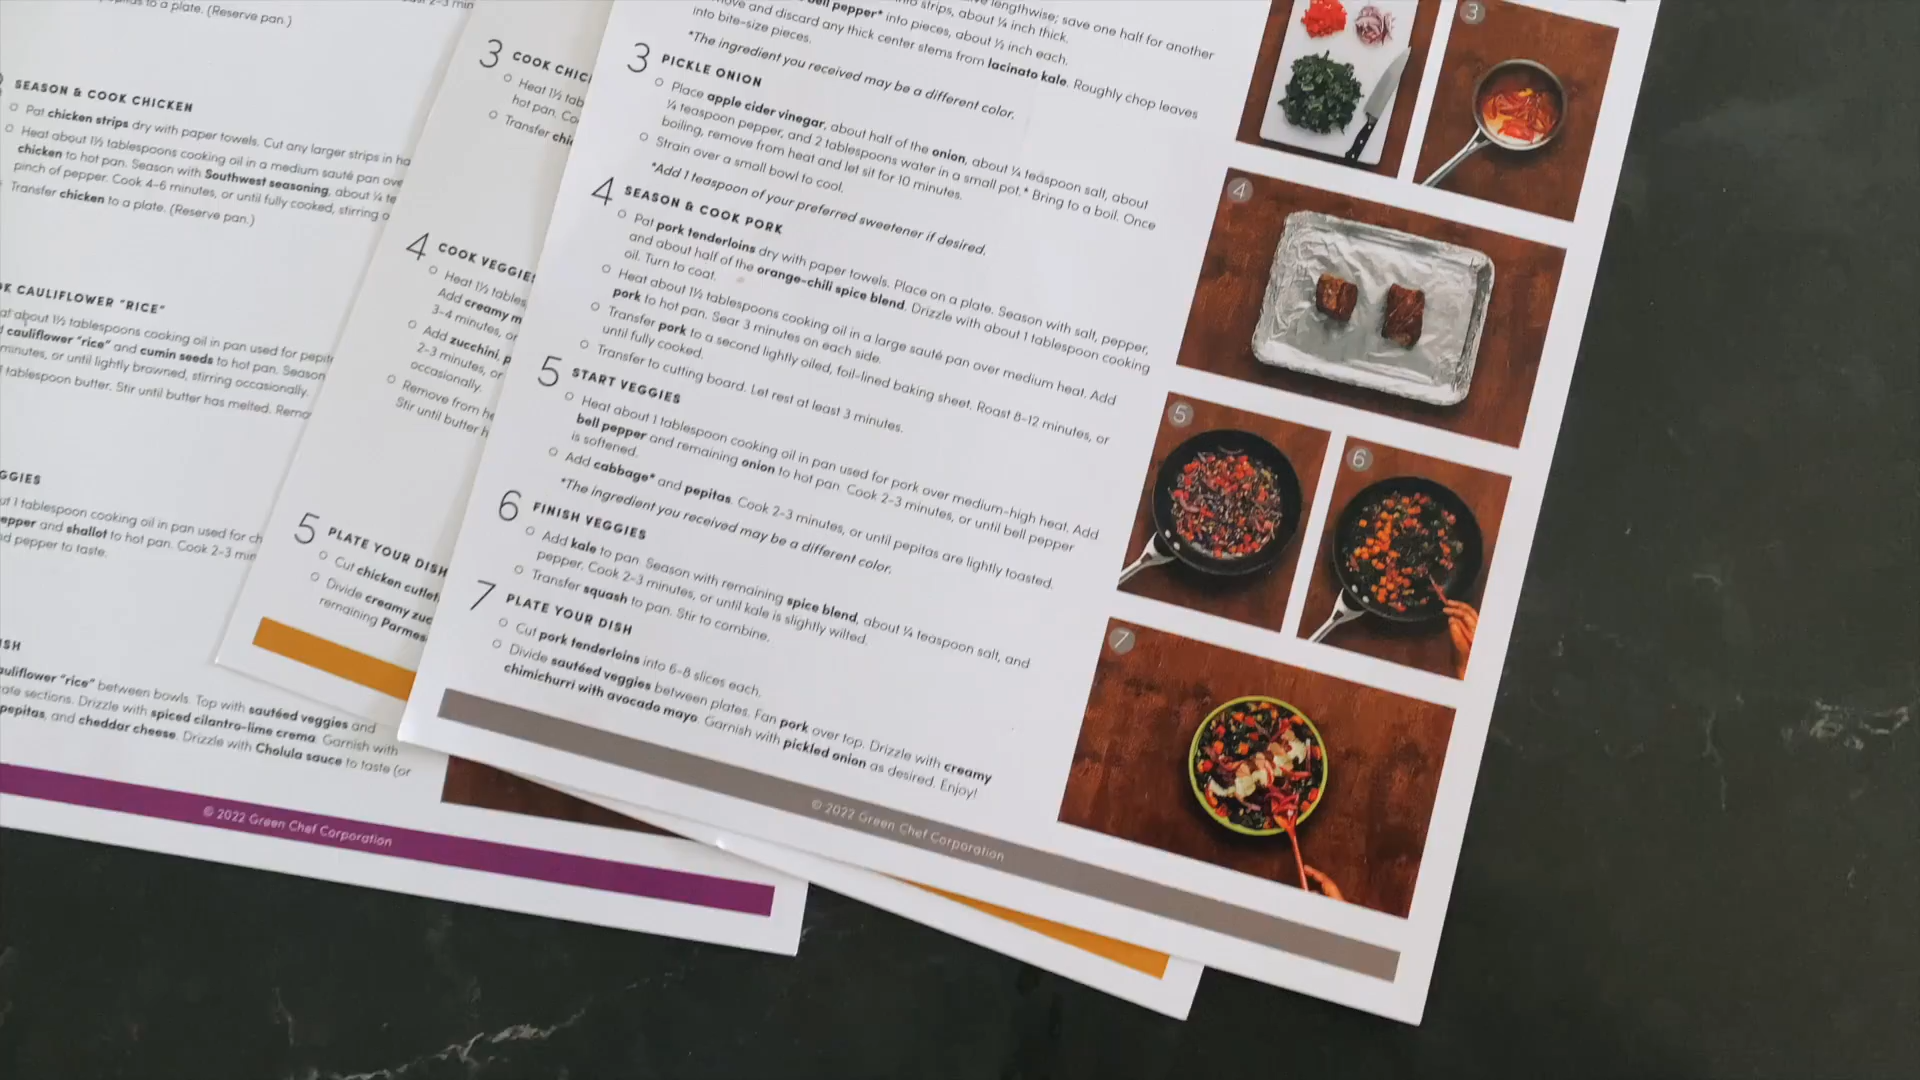 to a plate. (Reserve pan.)
SEASON & COOK CHICKEN
Pat chicken strips dry with paper towels. Cut any larger strips in
Heat about 1½ tablespoons cooking oil in a medium sauté pan
chicken to hot pan. Season with Southwest seasoning, about ¼
pinch of pepper. Cook 4-6 minutes, or until fully cooked, stirring
Transfer chicken to a plate. (Reserve pan.)
CAULIFLOWER "RICE"
about 1½ tablespoons cooking oil in pan used for
cauliflower "rice" and cumin seeds to hot pan. Season
minutes, or until lightly browned, stirring occasionally.
tablespoon butter. Stir until butter has melted.
1 tablespoon cooking oil in pan used for
and shallot to hot pan. Cook 2-3
pepper to taste.
"rice" between bowls. Top with sautéed veggies and
sections. Drizzle with spiced cilantro-lime crema. Garnish with
pepitas, and cheddar cheese. Drizzle with Cholula sauce to taste (or
© 2022 Green Chef Corporation
3 COOK
Heat 1½
hot pan.
Transfer
4 COOK VEGGIES
Heat 1½
Add creamy
3-4 minutes, or
Add zucchini,
2-3 minutes, or
occasionally.
Remove from
Stir until butter
5 PLATE YOUR DISH
Cut chicken
Divide creamy
remaining
lengthwise; save one half for another
strips, about ¼ inch thick.
bell pepper* into pieces, about ½ inch each.
and discard any thick center stems from lacinato kale. Roughly chop leaves
into bite-size pieces.
*The ingredient you received may be a different color.
3 PICKLE ONION
Place apple cider vinegar, about half of the onion, about ¼ teaspoon salt, about
¼ teaspoon pepper, and 2 tablespoons water in a small pot.* Bring to a boil. Once
boiling, remove from heat and let sit for 10 minutes.
Strain over a small bowl to cool.
*Add 1 teaspoon of your preferred sweetener if desired.
4 SEASON & COOK PORK
Pat pork tenderloins dry with paper towels. Place on a plate. Season with salt, pepper,
and about half of the orange-chili spice blend. Drizzle with about 1 tablespoon cooking
oil. Turn to coat.
Heat about 1½ tablespoons cooking oil in a large sauté pan over medium heat. Add
pork to hot pan. Sear 3 minutes on each side.
Transfer pork to a second lightly oiled, foil-lined baking sheet. Roast 8-12 minutes, or
until fully cooked.
Transfer to cutting board. Let rest at least 3 minutes.
5 START VEGGIES
Heat about 1 tablespoon cooking oil in pan used for pork over medium-high heat. Add
bell pepper and remaining onion to hot pan. Cook 2-3 minutes, or until bell pepper
is softened.
Add cabbage* and pepitas. Cook 2-3 minutes, or until pepitas are lightly toasted.
*The ingredient you received may be a different color.
6 FINISH VEGGIES
Add kale to pan. Season with remaining spice blend, about ¼ teaspoon salt, and
pepper. Cook 2-3 minutes, or until kale is slightly wilted.
Transfer squash to pan. Stir to combine.
7 PLATE YOUR DISH
Cut pork tenderloins into 6-8 slices each.
Divide sautéed veggies between plates. Fan pork over top. Drizzle with creamy
chimichurri with avocado mayo. Garnish with pickled onion as desired. Enjoy!
© 2022 Green Chef Corporation
3
4
5
6
7